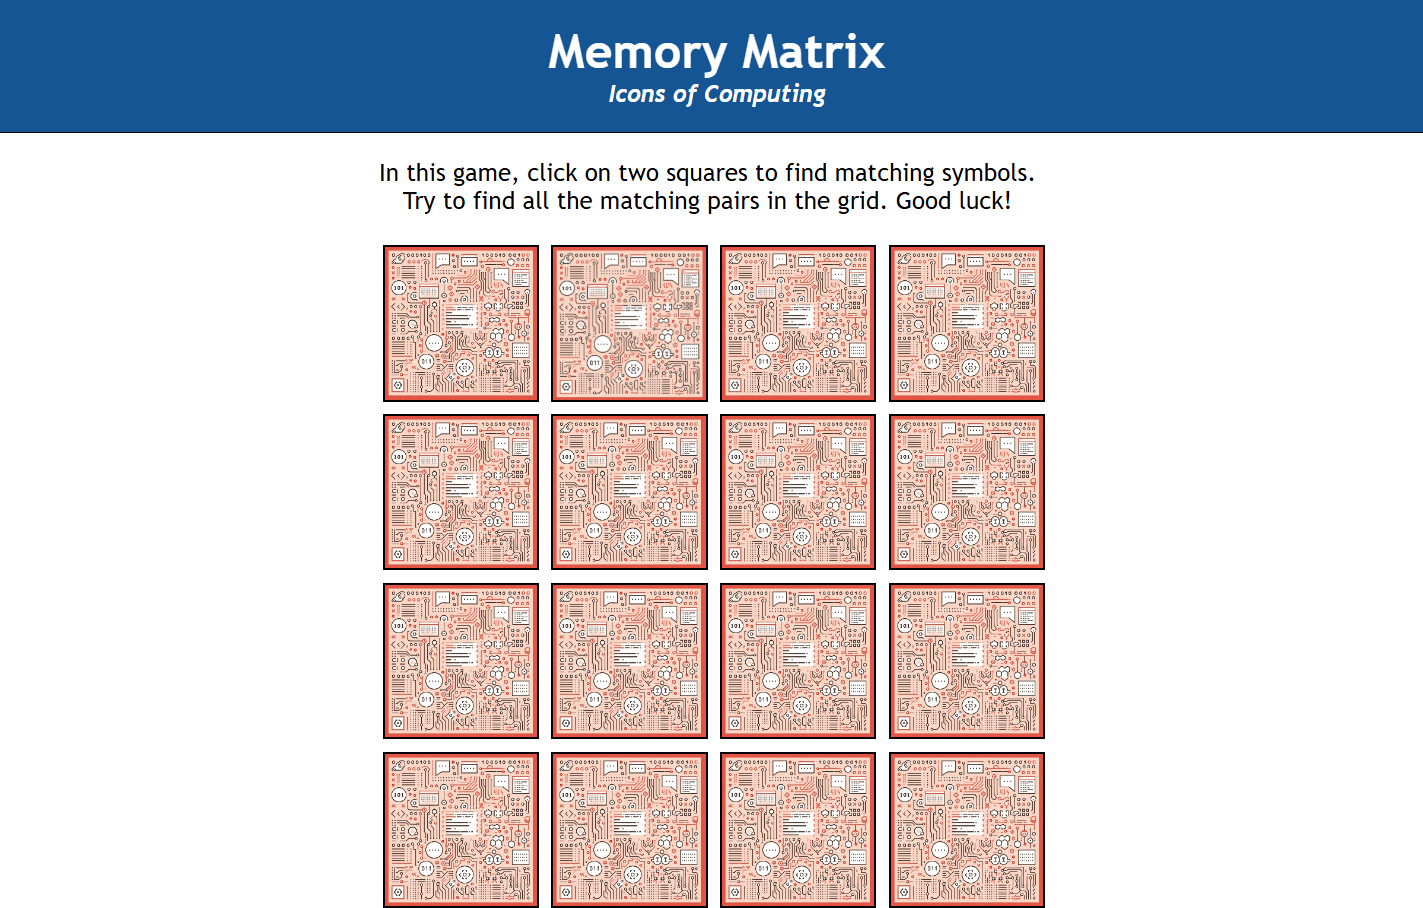 Memory Matrix
Icons of Computing
In this game, click on two squares to find matching symbols.
Try to find all the matching pairs in the grid. Good luck!